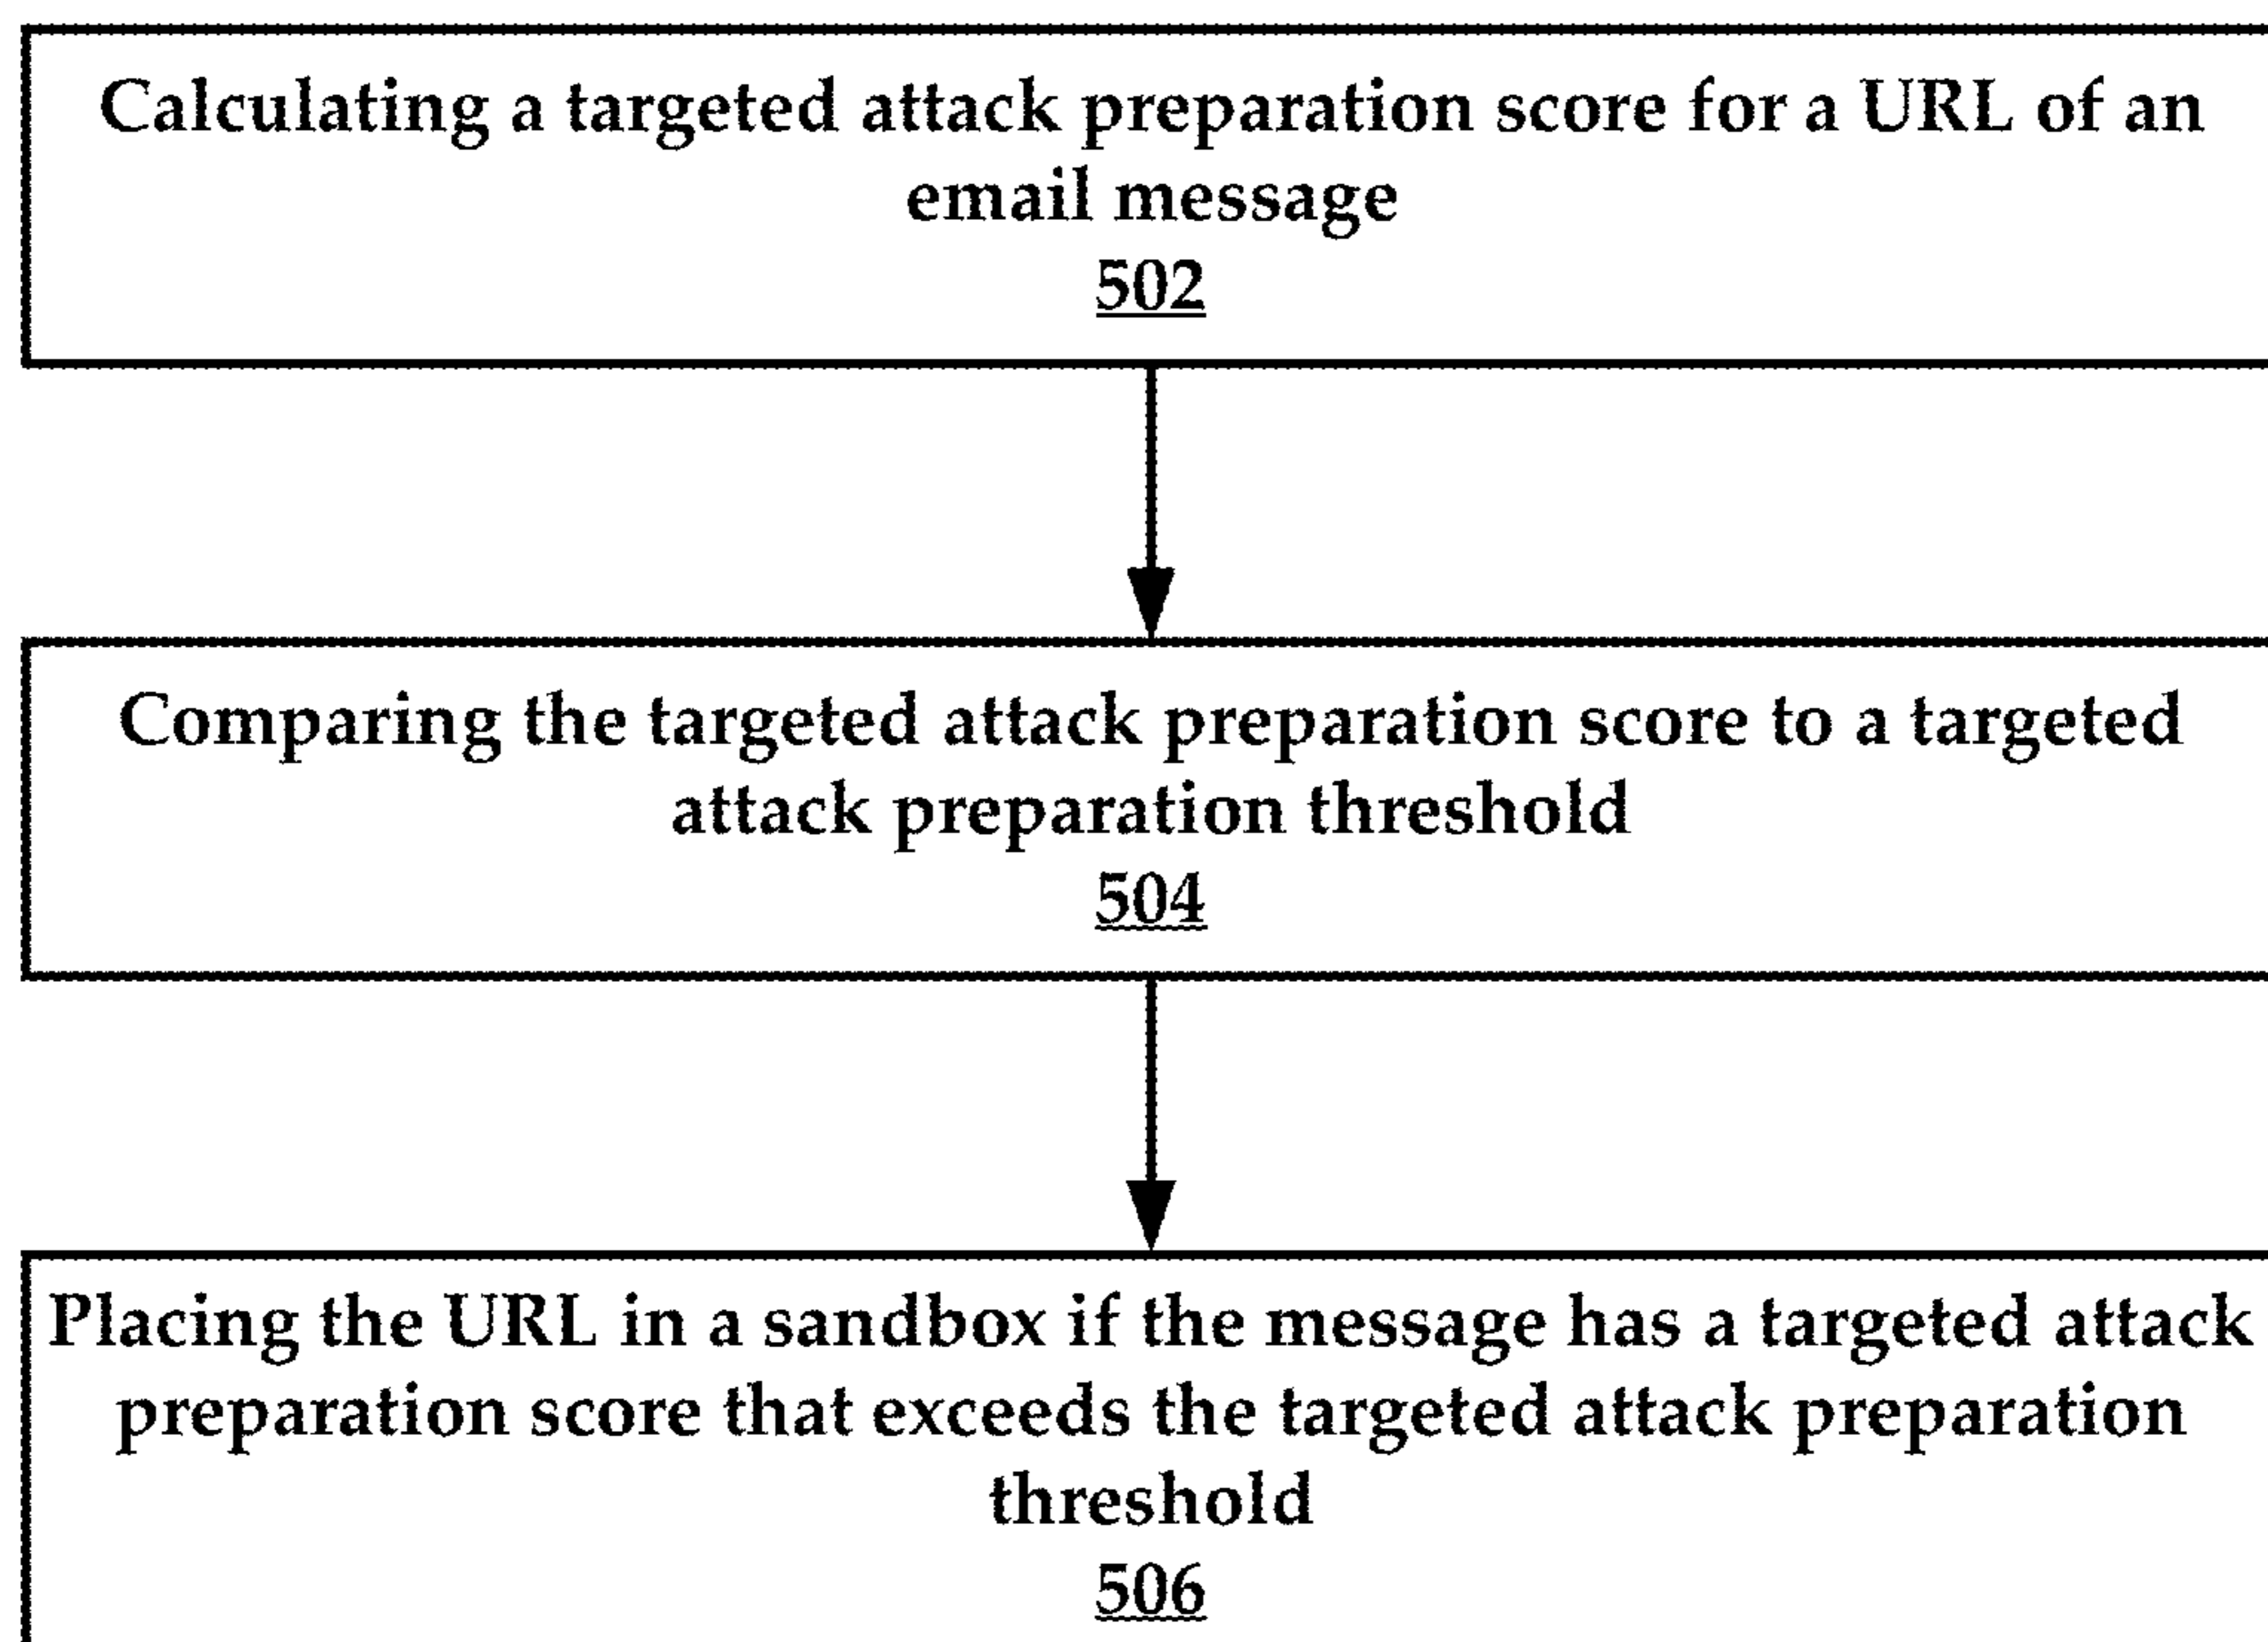 Calculating a targeted attack preparation score for a URL of an
email message
502
Comparing the targeted attack preparation score to a targeted
attack preparation threshold
504
Placing the URL in a sandbox if the message has a targeted attack
preparation score that exceeds the targeted attack preparation
threshold
506